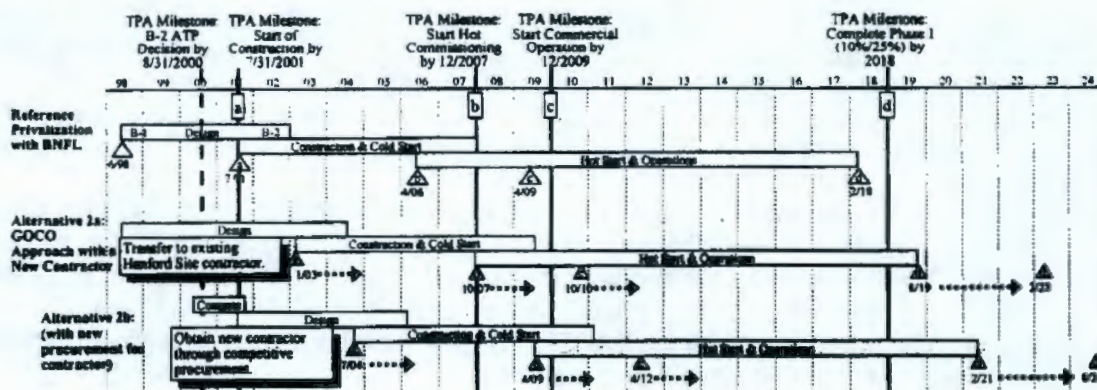 TPA Milestone:
B-2 ATP
Decision by
8/31/2000
TPA Milestone:
Start of
Construction by
7/31/2001
TPA Milestone:
Start Hot
Commissioning
by 12/2007
TPA Milestone:
Start Commercial
Operation by
12/2009
TPA Milestone:
Complete Phase 1
(10%/25%) by
2018
98 99 00 01 02 03 04 05 06 07 08 09 10 11 12 13 14 15 16 17 18 19 20 21 22 23 24
a b c d
Reference
Privatization
with BNFL
Design B-2
Construction & Cold Start
Hot Start & Operations
4/06 4/09 2/18
Alternative 2a:
GOCO
Approach with
New Contractor
Design
Transfer to existing
Hanford Site contractor.
Construction & Cold Start
Hot Start & Operations
1/03 10/07 10/10 6/19 2/23
Alternative 2b:
(with new
procurement for
contractor)
Design
Obtain new contractor
through competitive
procurement.
Construction & Cold Start
Hot Start & Operations
7/04 4/09 4/12 2/21